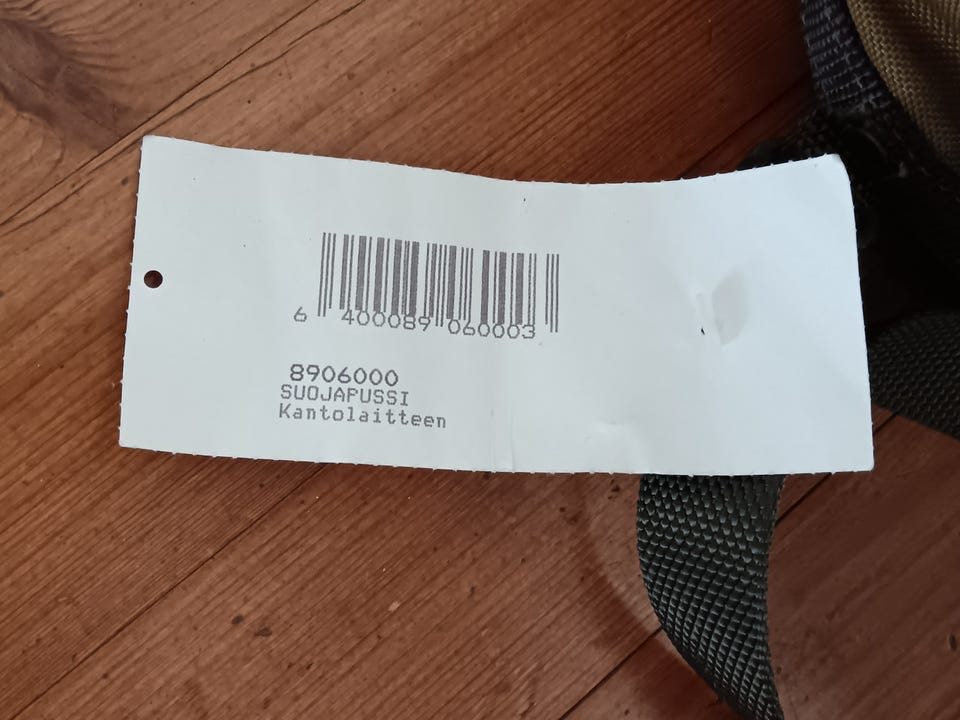 6 400089 060003
8906000
SUOJAPUSSI
Kantolaitteen